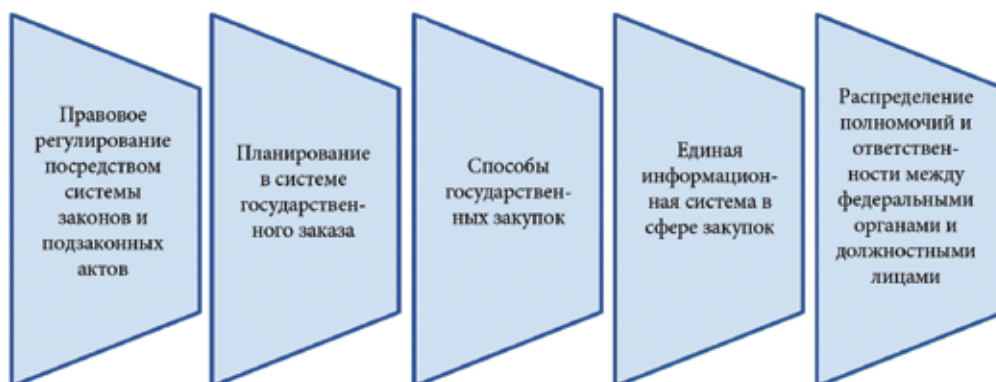 Правовое
регулирование
посредством
системы
законов и
подзаконных
актов
Планирование
в системе
государствен-
ного заказа
Способы
государствен-
ных закупок
Единая
информацион-
ная система в
сфере закупок
Распределение
полномочий и
ответствен-
ности между
федеральными
органами и
должностными
лицами